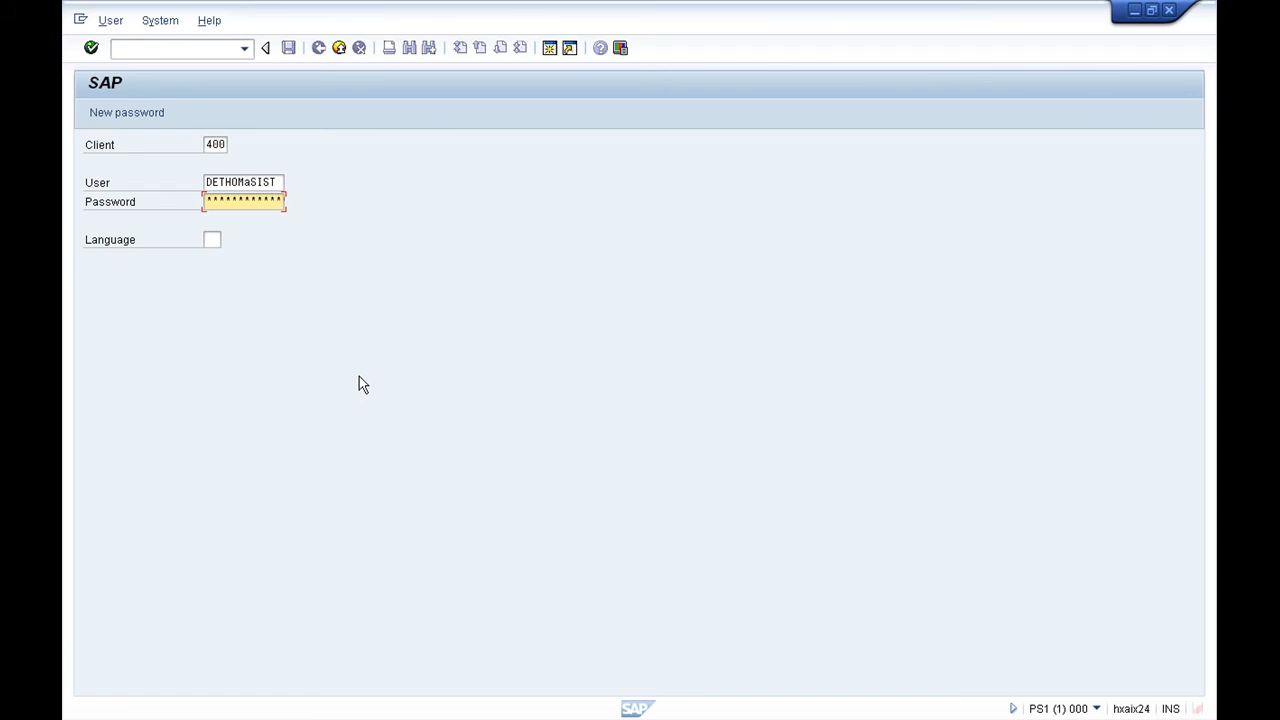 User System Help
SAP
New password
Client 400
User DETHOMaSIST
Password ************
Language
SAP PS1 (1) 000 hxaix24 INS